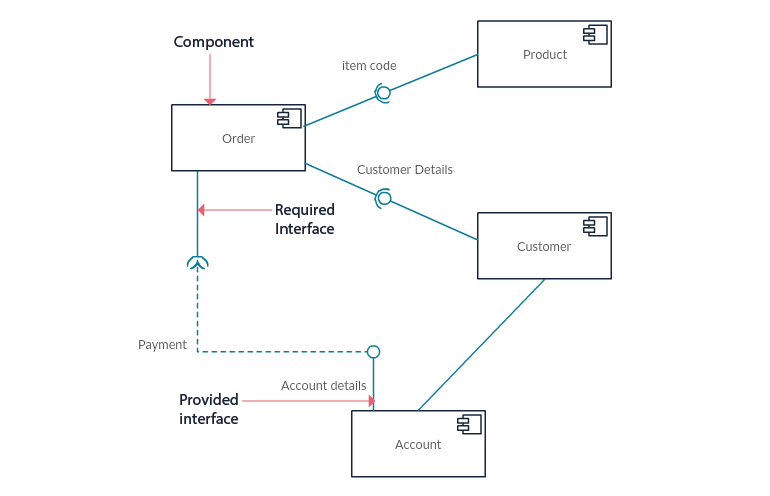 Component
Product
item code
Order
Customer Details
Required
Interface
Customer
Payment
Account details
Provided
interface
Account